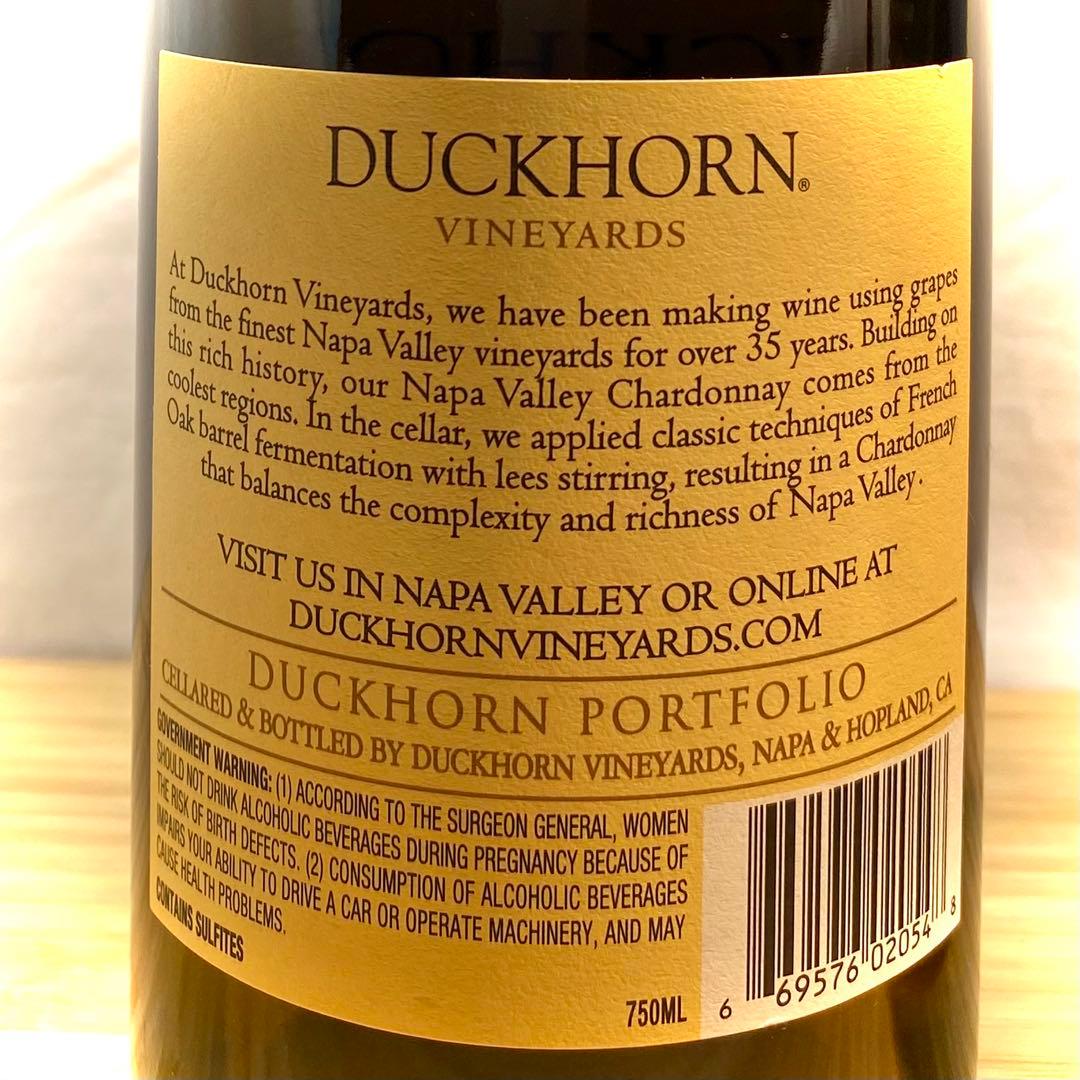 DUCKHORN®
VINEYARDS
At Duckhorn Vineyards, we have been making wine using grapes
from the finest Napa Valley vineyards for over 35 years. Building on
this rich history, our Napa Valley Chardonnay comes from the
coolest regions. In the cellar, we applied classic techniques of French
Oak barrel fermentation with lees stirring, resulting in a Chardonnay
that balances the complexity and richness of Napa Valley.
VISIT US IN NAPA VALLEY OR ONLINE AT
DUCKHORNVINEYARDS.COM
DUCKHORN PORTFOLIO
CELLARED & BOTTLED BY DUCKHORN VINEYARDS, NAPA & HOPLAND, CA
GOVERNMENT WARNING: (1) ACCORDING TO THE SURGEON GENERAL, WOMEN
SHOULD NOT DRINK ALCOHOLIC BEVERAGES DURING PREGNANCY BECAUSE OF
THE RISK OF BIRTH DEFECTS. (2) CONSUMPTION OF ALCOHOLIC BEVERAGES
IMPAIRS YOUR ABILITY TO DRIVE A CAR OR OPERATE MACHINERY, AND MAY
CAUSE HEALTH PROBLEMS.
CONTAINS SULFITES
750ML
6 69576 02054 8